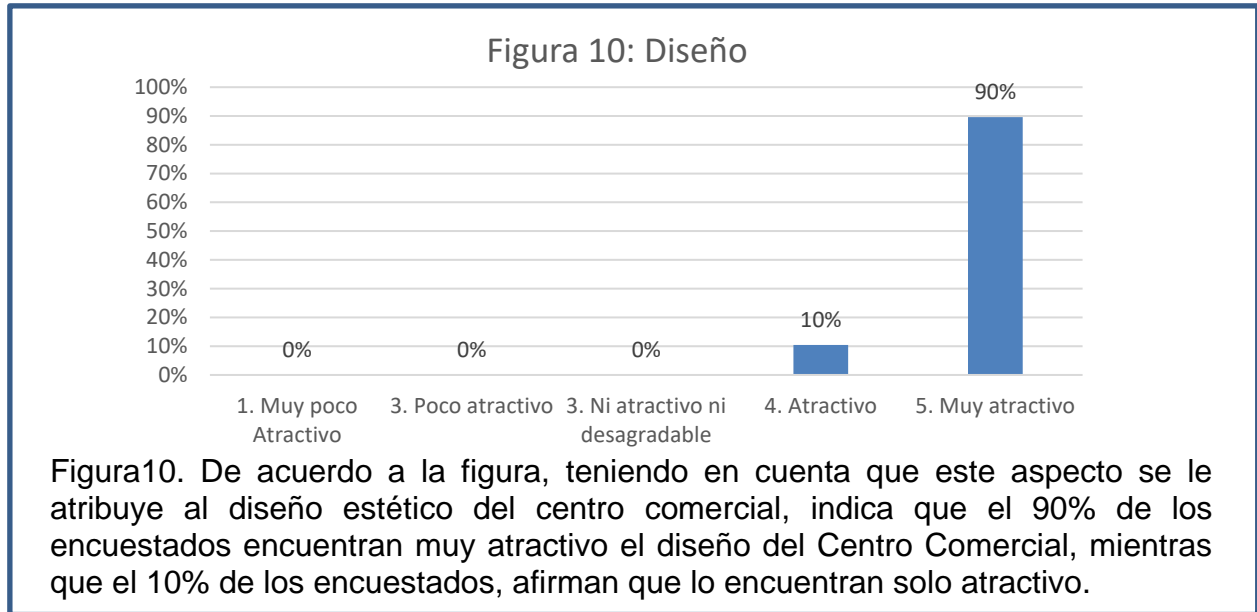 Figura 10: Diseño
100%
90%
80%
70%
60%
50%
40%
30%
20%
10%
0%
0%
0%
0%
10%
90%
1. Muy poco
Atractivo
3. Poco atractivo
3. Ni atractivo ni
desagradable
4. Atractivo
5. Muy atractivo
Figura10. De acuerdo a la figura, teniendo en cuenta que este aspecto se le
atribuye al diseño estético del centro comercial, indica que el 90% de los
encuestados encuentran muy atractivo el diseño del Centro Comercial, mientras
que el 10% de los encuestados, afirman que lo encuentran solo atractivo.